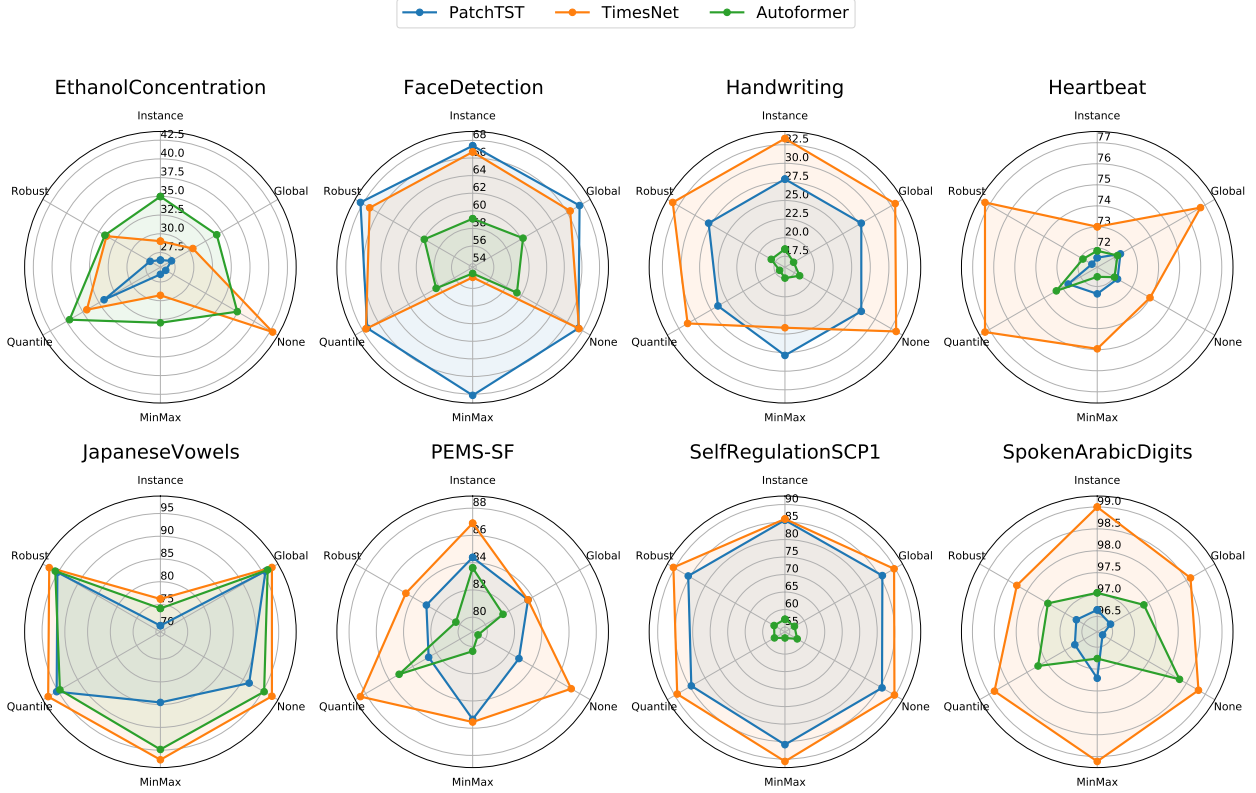 PatchTST TimesNet Autoformer
EthanolConcentration
Instance
42.5
40.0
37.5
35.0
32.5
30.0
27.5
Robust
Global
Quantile
None
MinMax
FaceDetection
Instance
68
66
64
62
60
58
56
54
Robust
Global
Quantile
None
MinMax
Handwriting
Instance
32.5
30.0
27.5
25.0
22.5
20.0
17.5
Robust
Global
Quantile
None
MinMax
Heartbeat
Instance
77
76
75
74
73
72
Robust
Global
Quantile
None
MinMax
JapaneseVowels
Instance
95
90
85
80
75
70
Robust
Global
Quantile
None
MinMax
PEMS-SF
Instance
88
86
84
82
80
Robust
Global
Quantile
None
MinMax
SelfRegulationSCP1
Instance
90
85
80
75
70
65
60
55
Robust
Global
Quantile
None
MinMax
SpokenArabicDigits
Instance
99.0
98.5
98.0
97.5
97.0
96.5
Robust
Global
Quantile
None
MinMax